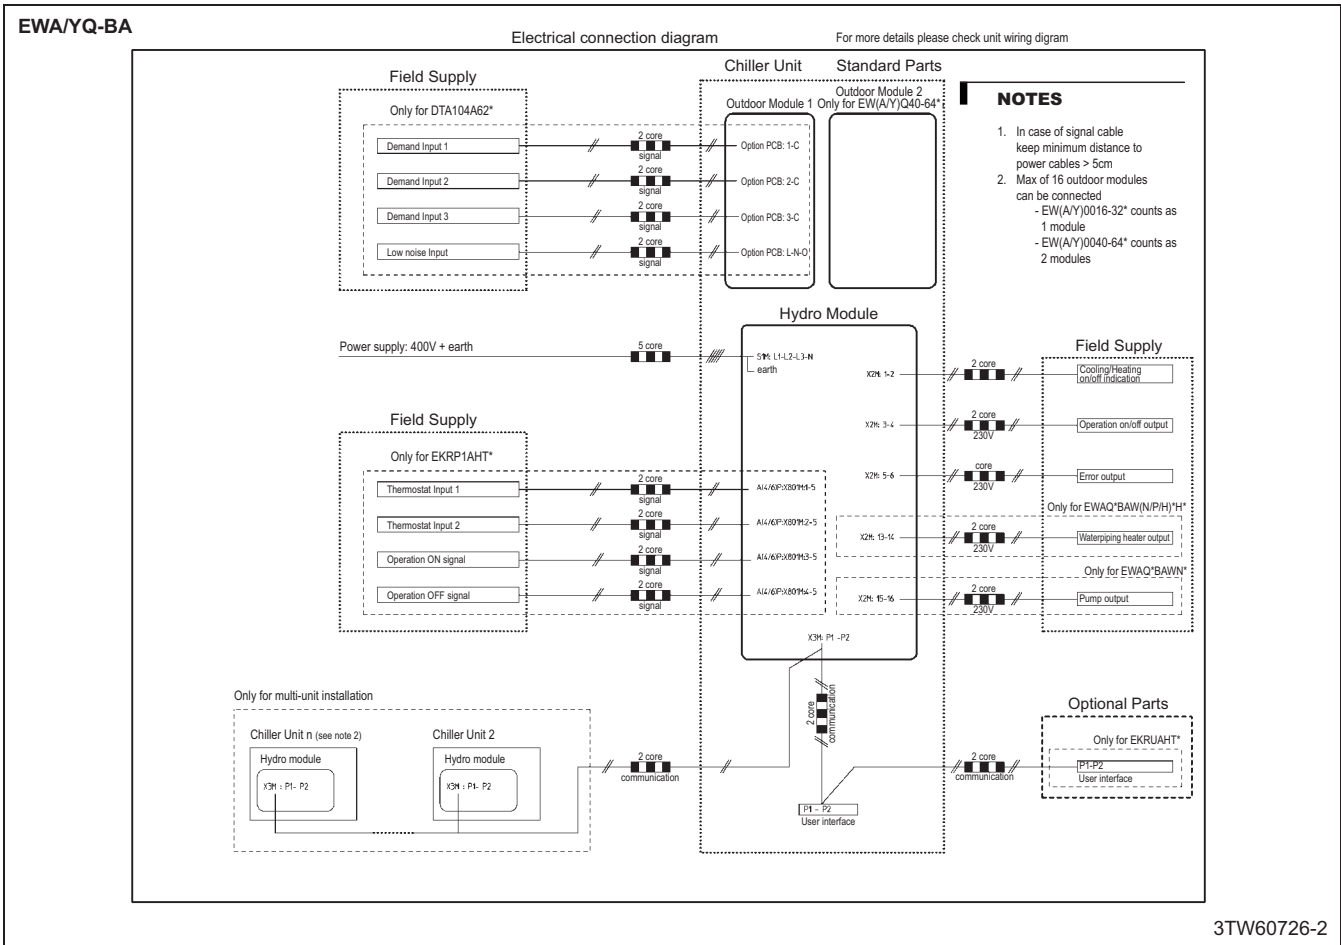 EWA/YQ-BA
Electrical connection diagram
For more details please check unit wiring digram
Field Supply
Only for DTA104A62*
Demand Input 1
2 core
signal
Demand Input 2
2 core
signal
Demand Input 3
2 core
signal
Low noise Input
2 core
signal
Chiller Unit
Standard Parts
Outdoor Module 1
Outdoor Module 2
Only for EW(A/Y)Q40-64*
Option PCB: 1-C
Option PCB: 2-C
Option PCB: 3-C
Option PCB: L-N-O
NOTES
1. In case of signal cable
keep minimum distance to
power cables > 5cm
2. Max of 16 outdoor modules
can be connected
- EW(A/Y)0016-32* counts as
1 module
- EW(A/Y)0040-64* counts as
2 modules
Power supply: 400V + earth
5 core
Hydro Module
S1M: L1-L2-L3-N
earth
X2M: 1-2
X2M: 3-4
X2M: 5-6
X2M: 13-14
X2M: 15-16
Field Supply
2 core
Cooling/Heating
on/off indication
2 core
230V
Operation on/off output
core
230V
Error output
Only for EWAQ*BAW(N/P/H)*H*
2 core
230V
Waterpiping heater output
Only for EWAQ*BAWN*
2 core
230V
Pump output
Field Supply
Only for EKRP1AHT*
Thermostat Input 1
2 core
signal
A(4/6)P:X801M:1-5
Thermostat Input 2
2 core
signal
A(4/6)P:X801M:2-5
Operation ON signal
2 core
signal
A(4/6)P:X801M:3-5
Operation OFF signal
2 core
signal
A(4/6)P:X801M:4-5
X3M: P1 -P2
2 core
communication
Only for multi-unit installation
Chiller Unit n (see note 2)
Hydro module
X3M : P1- P2
Chiller Unit 2
Hydro module
X3M : P1- P2
2 core
communication
P1 - P2
User interface
2 core
communication
Optional Parts
Only for EKRUAHT*
P1-P2
User interface
3TW60726-2